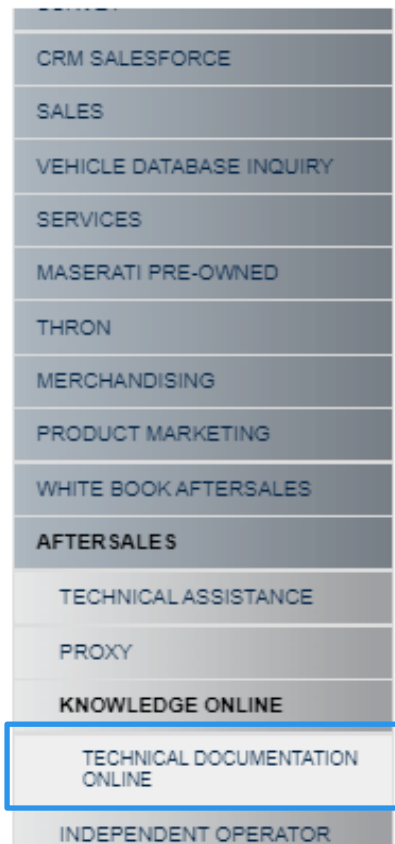 CRM SALESFORCE
SALES
VEHICLE DATABASE INQUIRY
SERVICES
MASERATI PRE-OWNED
THRON
MERCHANDISING
PRODUCT MARKETING
WHITE BOOK AFTERSALES
AFTERSALES
TECHNICAL ASSISTANCE
PROXY
KNOWLEDGE ONLINE
TECHNICAL DOCUMENTATION
ONLINE
INDEPENDENT OPERATOR